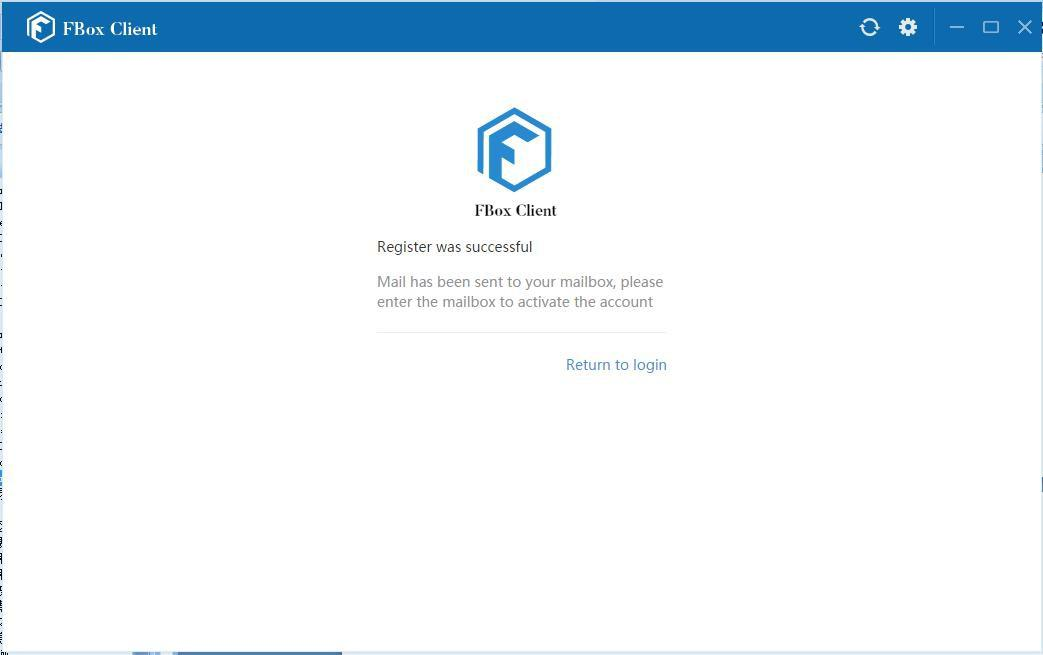 FBox Client
FBox Client
Register was successful
Mail has been sent to your mailbox, please
enter the mailbox to activate the account
Return to login